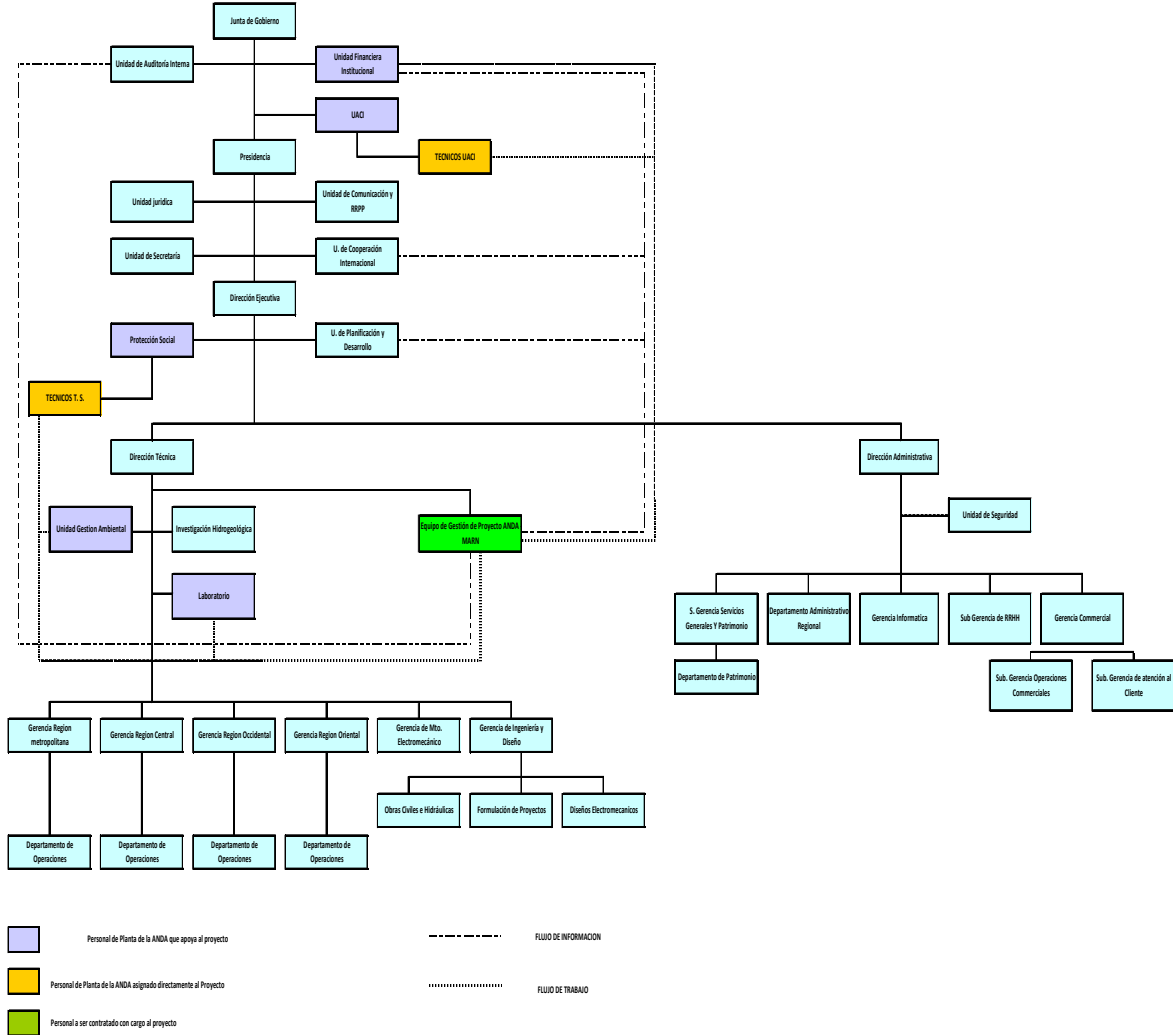 Junta de Gobierno
Unidad de Auditoría Interna
Unidad Financiera
Institucional
UACI
Presidencia
TECNICOS UACI
Unidad jurídica
Unidad de Comunicación y
RRPP
Unidad de Secretaría
U. de Cooperación
Internacional
Dirección Ejecutiva
Protección Social
U. de Planificación y
Desarrollo
TECNICOS T. S.
Dirección Técnica
Dirección Administrativa
Unidad Gestion Ambiental
Investigación Hidrogeológica
Equipo de Gestión de Proyecto ANDA
MARN
Unidad de Seguridad
Laboratorio
S. Gerencia Servicios
Generales Y Patrimonio
Departamento Administrativo
Regional
Gerencia Informatica
Sub Gerencia de RRHH
Gerencia Commercial
Departamento de Patrimonio
Sub. Gerencia Operaciones
Commerciales
Sub. Gerencia de atención al
Cliente
Gerencia Region
metropolitana
Gerencia Region Central
Gerencia Region Occidental
Gerencia Region Oriental
Gerencia de Mto.
Electromecánico
Gerencia de Ingeniería y
Diseño
Obras Civiles e Hidráulicas
Formulación de Proyectos
Diseños Electromecanicos
Departamento de
Operaciones
Departamento de
Operaciones
Departamento de
Operaciones
Departamento de
Operaciones
Personal de Planta de la ANDA que apoya al proyecto
FLUJO DE INFORMACION
Personal de Planta de la ANDA asignado directamente al Proyecto
FLUJO DE TRABAJO
Personal a ser contratado con cargo al proyecto